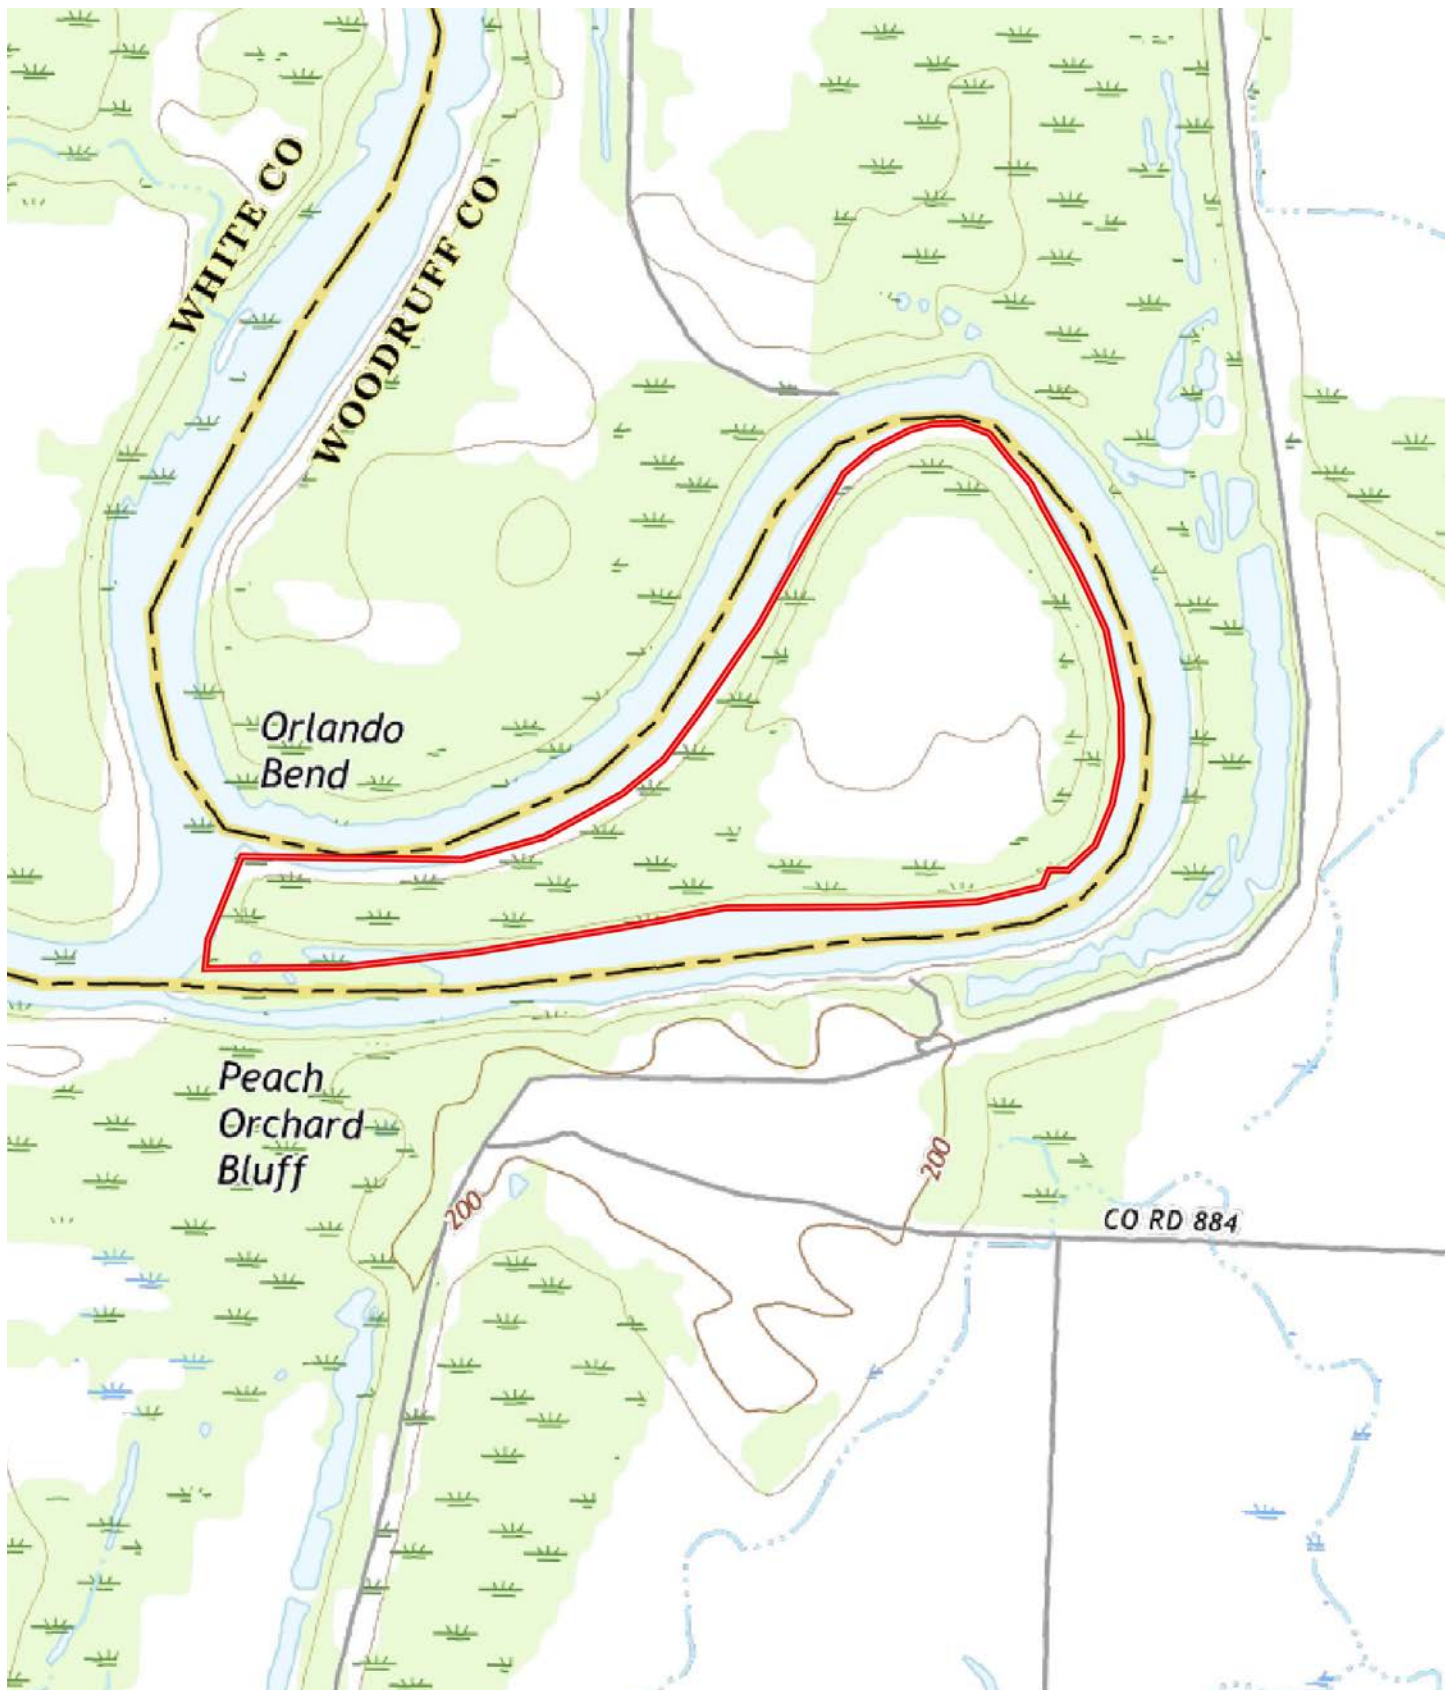 WHITE CO
WOODRUFF CO
Orlando
Bend
Peach
Orchard
Bluff
200
200
CO RD 884